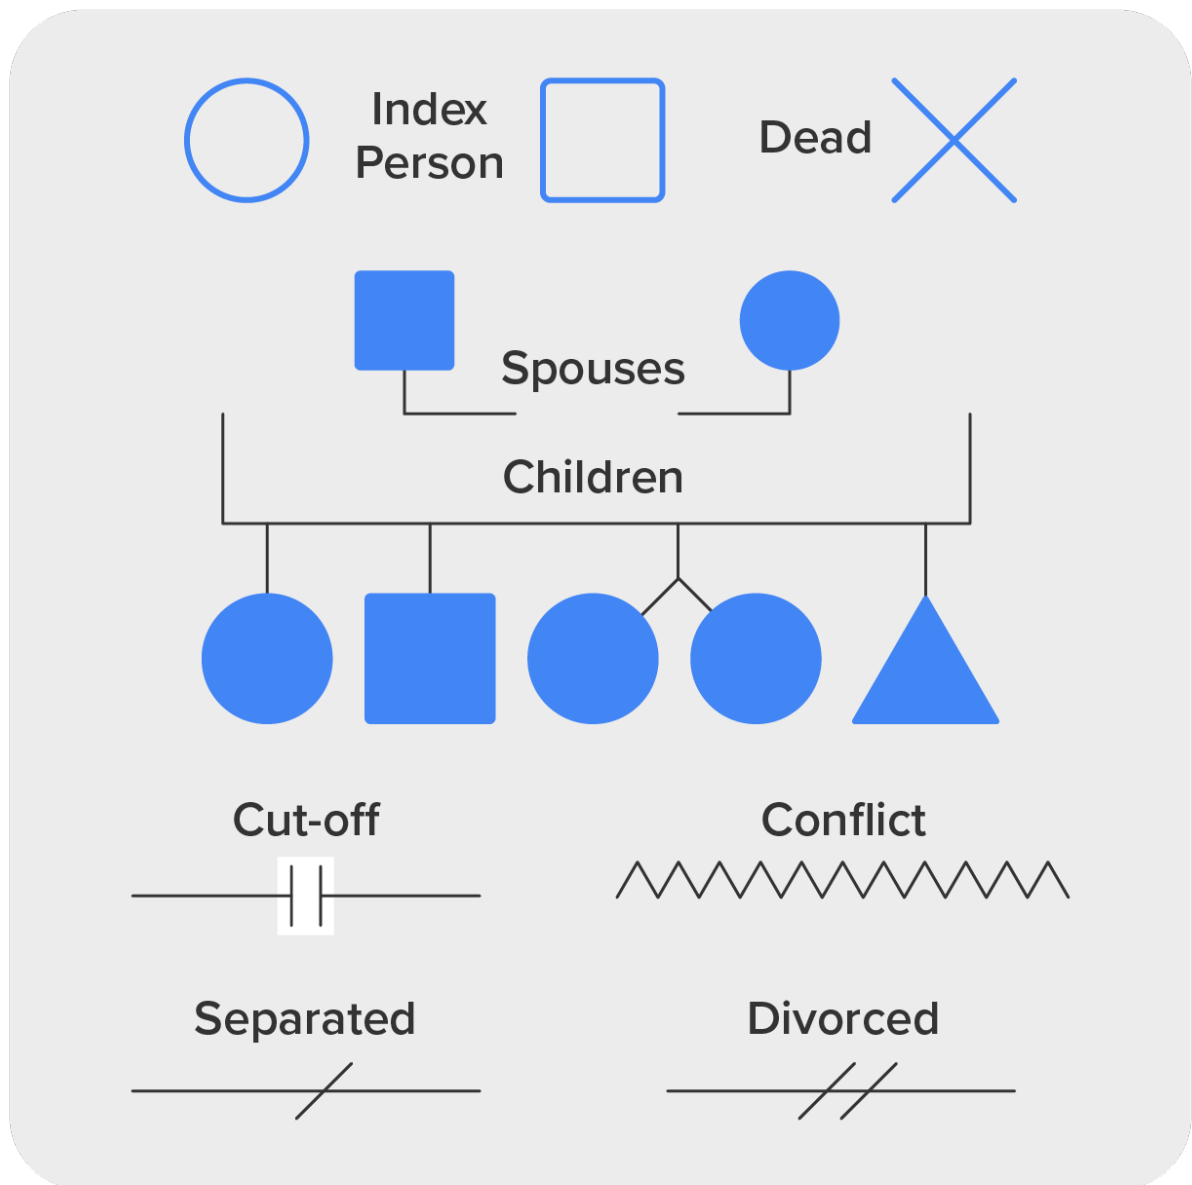 Index
Person
Dead
Spouses
Children
Cut-off
Conflict
Separated
Divorced